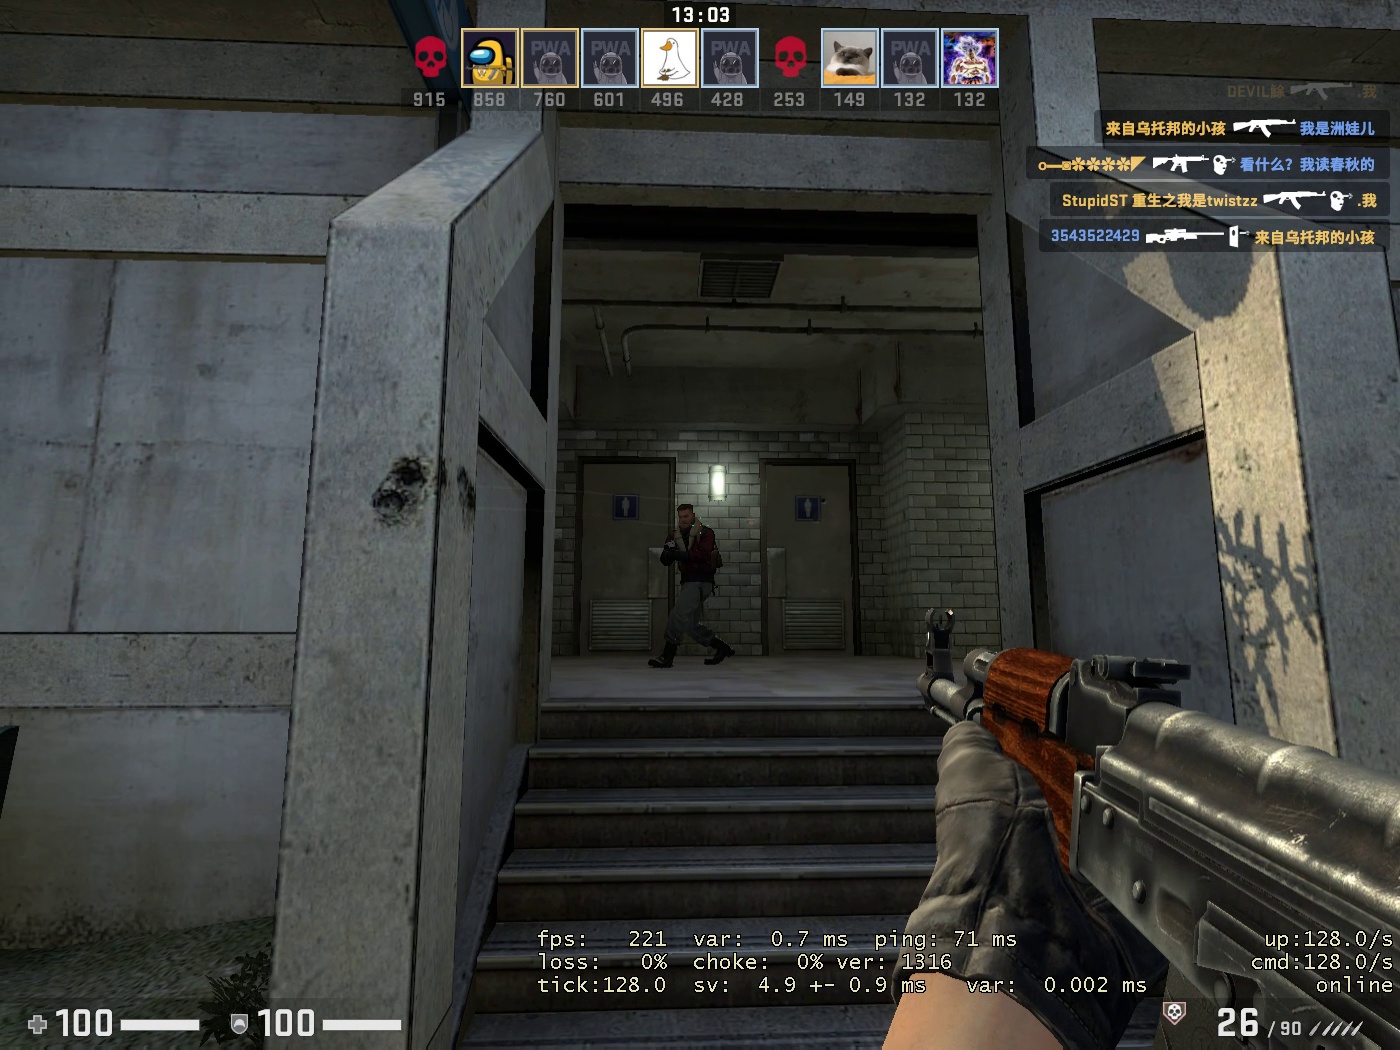 13:03
PWA PWA PWA PWA
915 858 760 601 496 428 253 149 132 132
来自乌托邦的小孩 我是洲娃儿
看什么？我读春秋的
StupidST 重生之我是twistzz .我
3543522429 来自乌托邦的小孩
fps: 221 var: 0.7 ms ping: 71 ms
loss: 0% choke: 0% ver: 1316
tick:128.0 sv: 4.9 +- 0.9 ms var: 0.002 ms
up:128.0/s
cmd:128.0/s
online
100 100
26 / 90